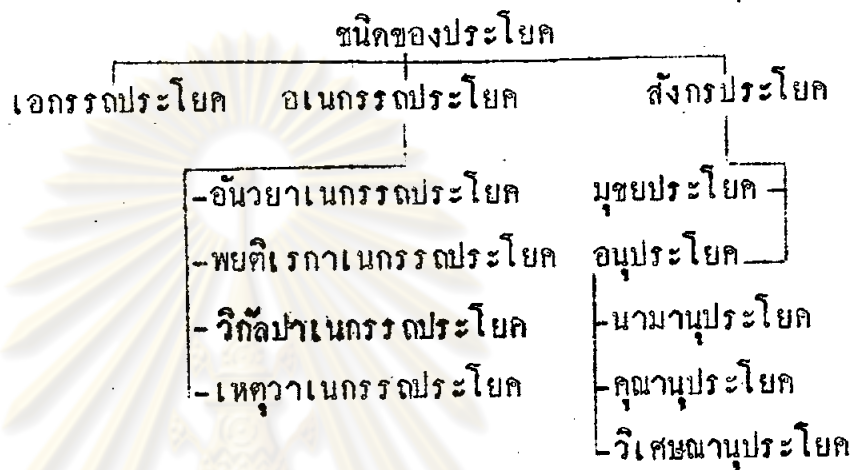 ชนิดของประโยค
เอกรรถประโยค อเนกรรถประโยค สังกรประโยค
-อันวยาเนกรรถประโยค มุขยประโยค-
-พยติเรกาเนกรรถประโยค อนุประโยค
- วิกัลปาเนกรรถประโยค -นามานุประโยค
-เหตุวาเนกรรถประโยค -คุณานุประโยค
-วิเศษณานุประโยค